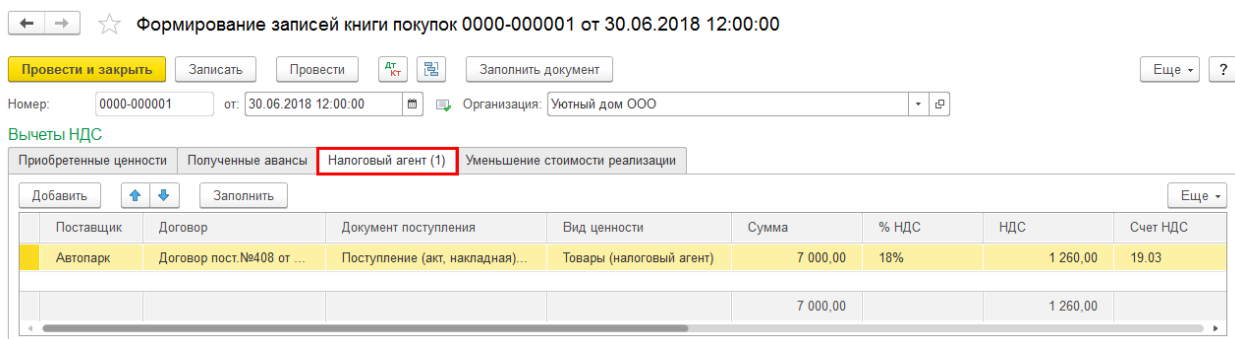 Формирование записей книги покупок 0000-000001 от 30.06.2018 12:00:00
Провести и закрыть Записать Провести Дт Кт Заполнить документ Еще ?
Номер: 0000-000001 от: 30.06.2018 12:00:00 Организация: Уютный дом ООО
Вычеты НДС
Приобретенные ценности Полученные авансы Налоговый агент (1) Уменьшение стоимости реализации
Добавить Заполнить Еще
Поставщик Договор Документ поступления Вид ценности Сумма % НДС НДС Счет НДС
Автопарк Договор пост.№408 от ... Поступление (акт, накладная)... Товары (налоговый агент) 7 000,00 18% 1 260,00 19.03
7 000,00 1 260,00